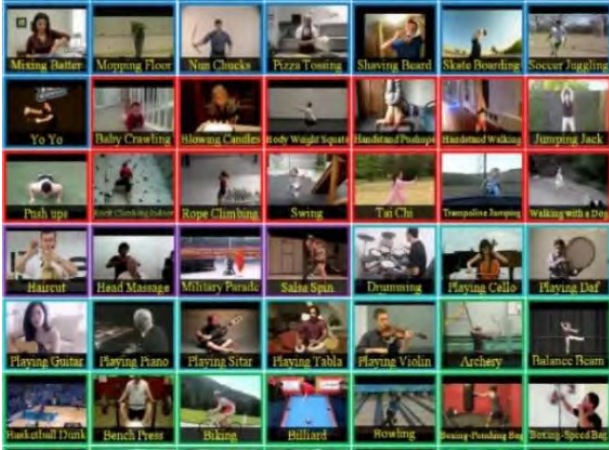 Mixing Batter
Mopping Floor
Nun Chucks
Pizza Tossing
Shaving Beard
Skate Boarding
Soccer Juggling
Yo Yo
Baby Crawling
Blowing Candles
Body Weight Squats
Handstand Pushups
Handstand Walking
Jumping Jack
Push ups
Rock Climbing Indoor
Rope Climbing
Swing
Tai Chi
Trampoline Jumping
Walking with a Dog
Haircut
Head Massage
Military Parade
Salsa Spin
Drumming
Playing Cello
Playing Daf
Playing Guitar
Playing Piano
Playing Sitar
Playing Tabla
Playing Violin
Archery
Balance Beam
Basketball Dunk
Bench Press
Biking
Billiard
Bowling
Boxing-Punching Bag
Boxing-Speed Bag